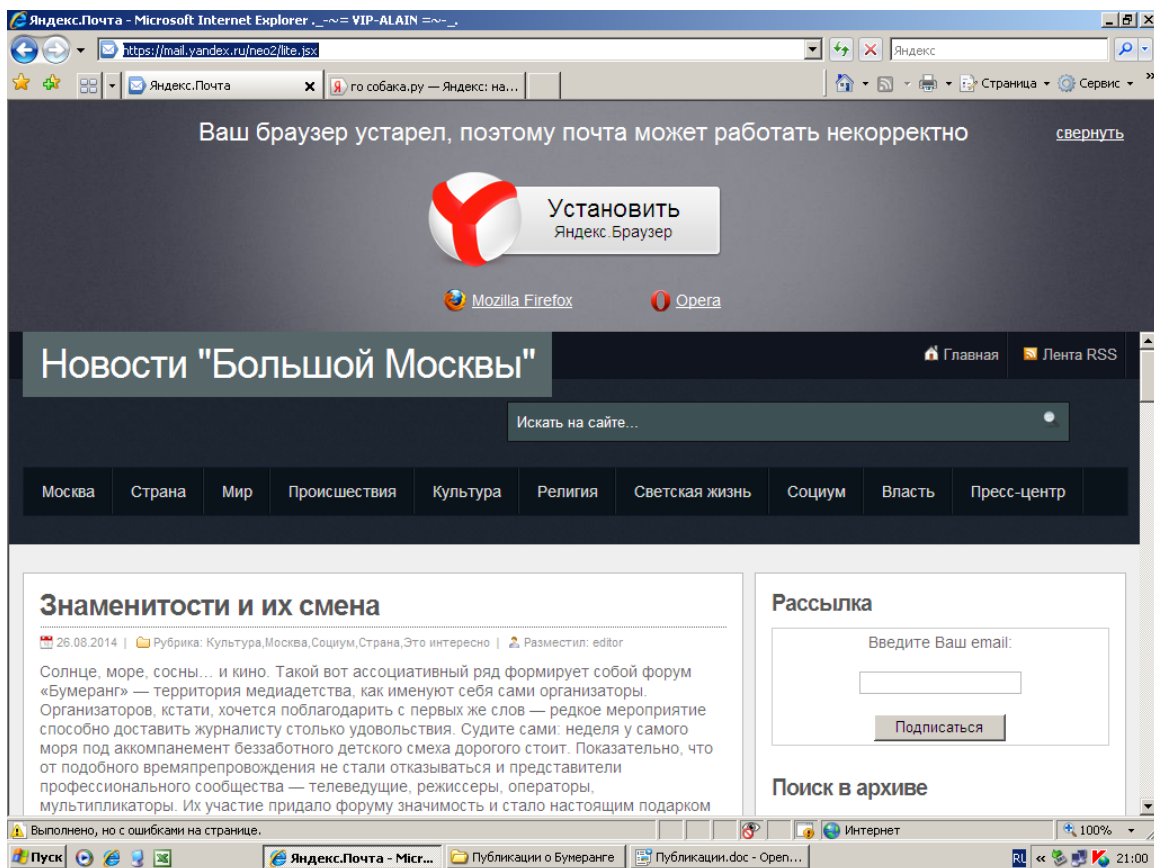 Яндекс.Почта - Microsoft Internet Explorer ._-~= VIP-ALAIN =~-_.
https://mail.yandex.ru/neo2/lite.jsx
Яндекс
Яндекс.Почта
го собака.ру — Яндекс: на...
Страница
Сервис
Ваш браузер устарел, поэтому почта может работать некорректно
свернуть
Установить
Яндекс.Браузер
Mozilla Firefox
Opera
Новости "Большой Москвы"
Главная
Лента RSS
Искать на сайте...
Москва Страна Мир Происшествия Культура Религия Светская жизнь Социум Власть Пресс-центр
Знаменитости и их смена
26.08.2014 | Рубрика: Культура,Москва,Социум,Страна,Это интересно | Разместил: editor
Солнце, море, сосны… и кино. Такой вот ассоциативный ряд формирует собой форум
«Бумеранг» — территория медиадетства, как именуют себя сами организаторы.
Организаторов, кстати, хочется поблагодарить с первых же слов — редкое мероприятие
способно доставить журналисту столько удовольствия. Судите сами: неделя у самого
моря под аккомпанемент беззаботного детского смеха дорогого стоит. Показательно, что
от подобного времяпрепровождения не стали отказываться и представители
профессионального сообщества — телеведущие, режиссеры, операторы,
мультипликаторы. Их участие придало форуму значимость и стало настоящим подарком
Рассылка
Введите Ваш email:
Подписаться
Поиск в архиве
Выполнено, но с ошибками на странице.
Интернет
100%
Пуск
Яндекс.Почта - Micr...
Публикации о Бумеранге
Публикации.doc - Open...
RU
21:00